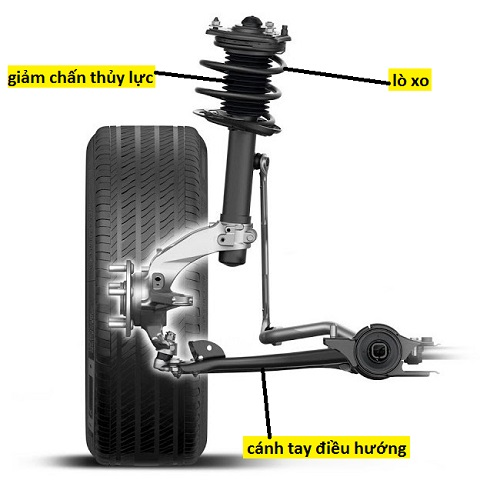 giảm chấn thủy lực
lò xo
cánh tay điều hướng